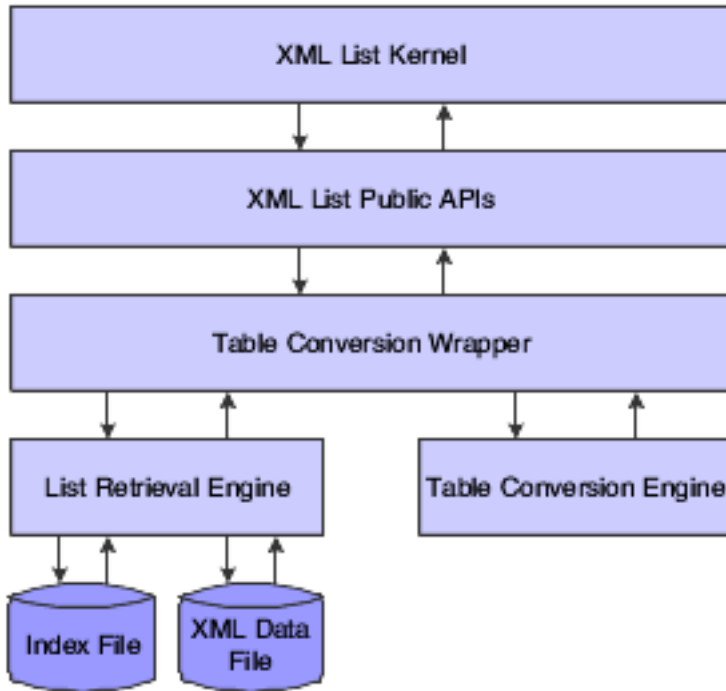 XML List Kernel
XML List Public APIs
Table Conversion Wrapper
List Retrieval Engine
Table Conversion Engine
Index File
XML Data
File